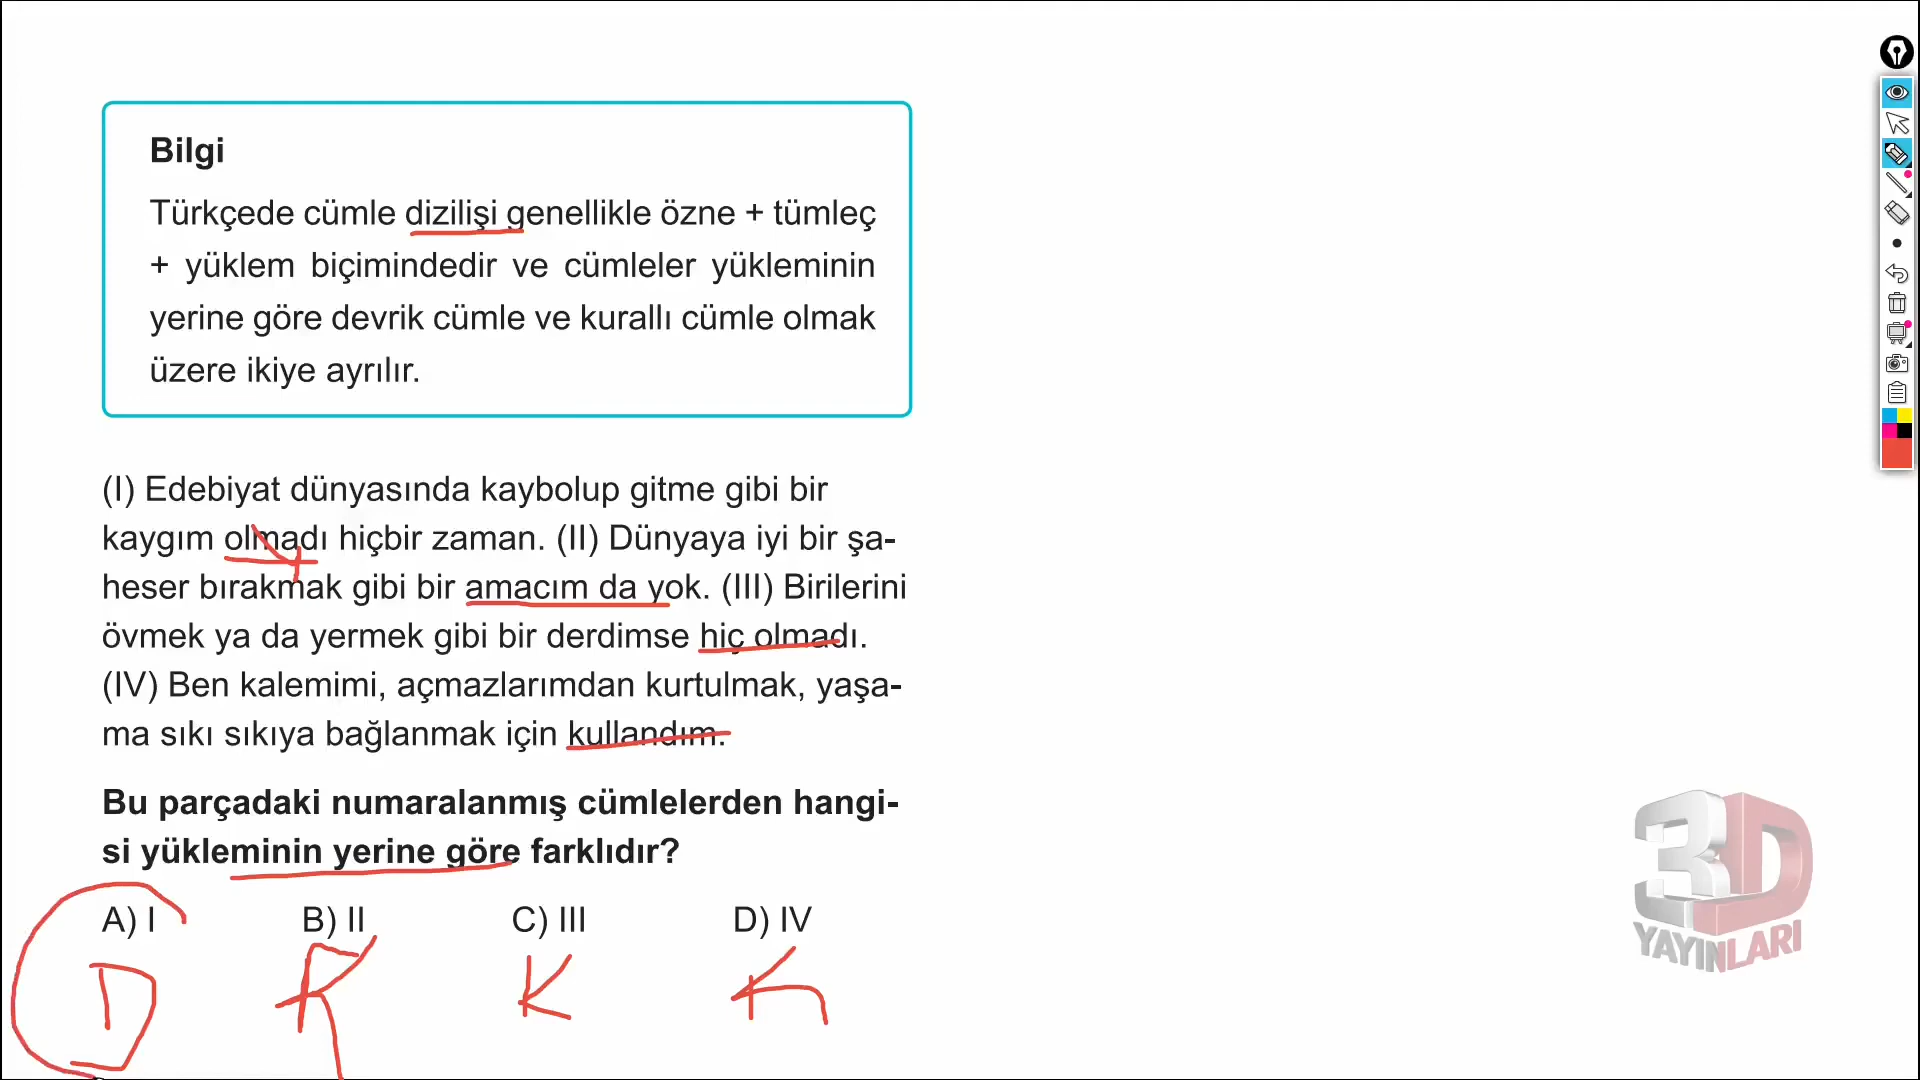 Bilgi
Türkçede cümle dizilişi genellikle özne + tümleç
+ yüklem biçimindedir ve cümleler yükleminin
yerine göre devrik cümle ve kurallı cümle olmak
üzere ikiye ayrılır.
(I) Edebiyat dünyasında kaybolup gitme gibi bir
kaygım olmadı hiçbir zaman. (II) Dünyaya iyi bir şa-
heser bırakmak gibi bir amacım da yok. (III) Birilerini
övmek ya da yermek gibi bir derdimse hiç olmadı.
(IV) Ben kalemimi, açmazlarımdan kurtulmak, yaşa-
ma sıkı sıkıya bağlanmak için kullandım.
Bu parçadaki numaralanmış cümlelerden hangi-
si yükleminin yerine göre farklıdır?
A) I B) II C) III D) IV
D K K K
3D
YAYINLARI